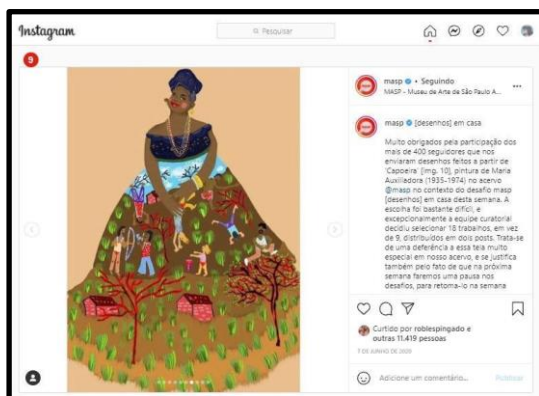 Instagram
Pesquisar
9
masp • Seguindo
MASP - Museu de Arte de São Paulo A...
masp [desenhos] em casa
Muito obrigados pela participação dos
mais de 400 seguidores que nos
enviaram desenhos feitos a partir de
'Capoeira' [img. 10], pintura de Maria
Auxiliadora (1935-1974) no acervo
@masp no contexto do desafio masp
[desenhos] em casa desta semana. A
escolha foi bastante difícil, e
excepcionalmente a equipe curatorial
decidiu selecionar 18 trabalhos, em vez
de 9, distribuídos em dois posts. Trata-se
de uma deferência a essa tela muito
especial em nosso acervo, e se justifica
também pelo fato de que na próxima
semana faremos uma pausa nos
desafios, para retoma-lo na semana
Curtido por roblespingado e
outras 11.419 pessoas
7 DE JUNHO DE 2020
Adicione um comentário...
Publicar